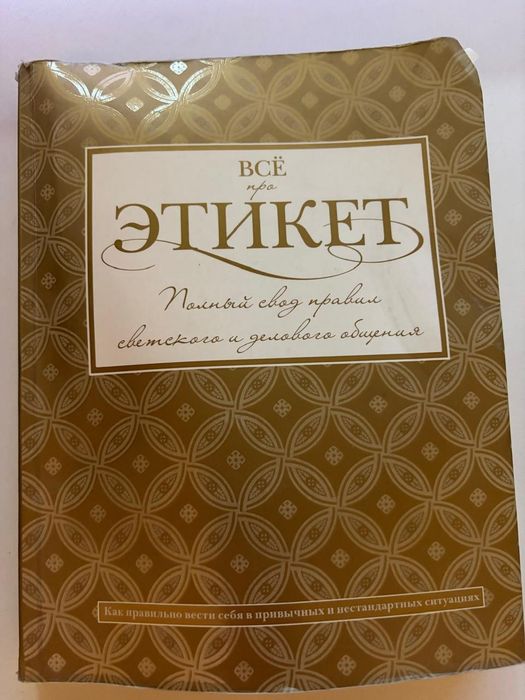 ВСЁ
про
ЭТИКЕТ
Полный свод правил
светского и делового общения
Как правильно вести себя в привычных и нестандартных ситуациях